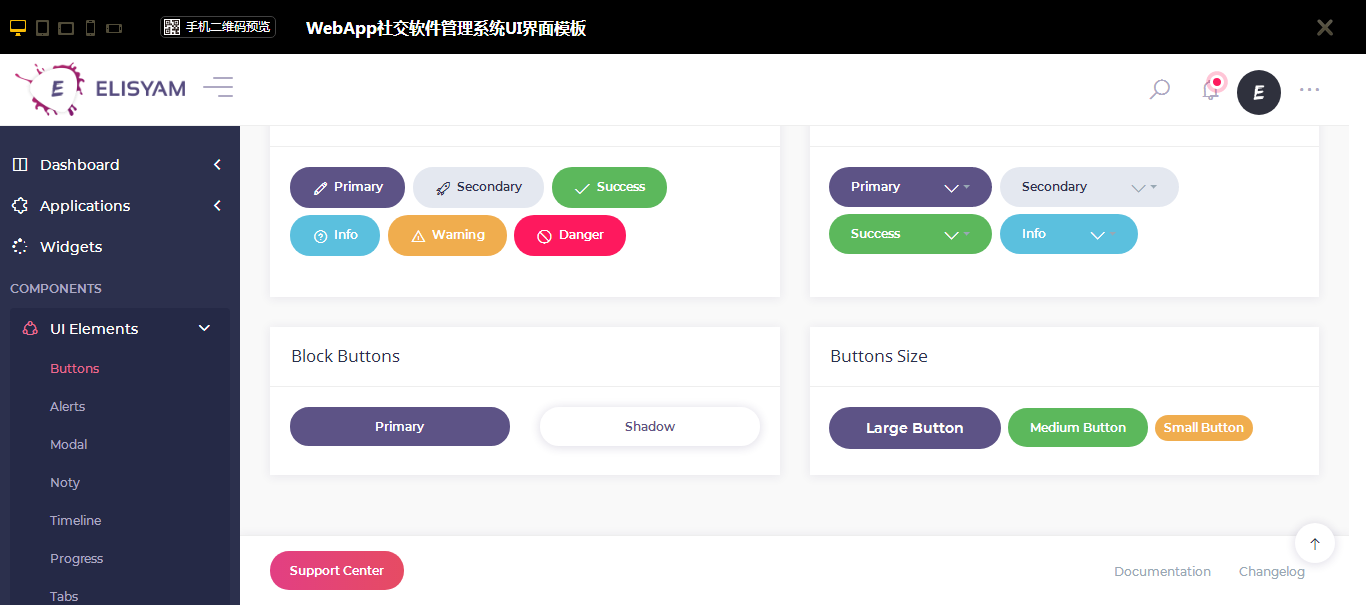 手机二维码预览 WebApp社交软件管理系统UI界面模板
E ELISYAM E
Dashboard
Applications
Widgets
COMPONENTS
UI Elements
Buttons
Alerts
Modal
Noty
Timeline
Progress
Tabs
Primary Secondary Success
Info Warning Danger
Primary Secondary
Success Info
Block Buttons
Primary Shadow
Buttons Size
Large Button Medium Button Small Button
Support Center
Documentation Changelog